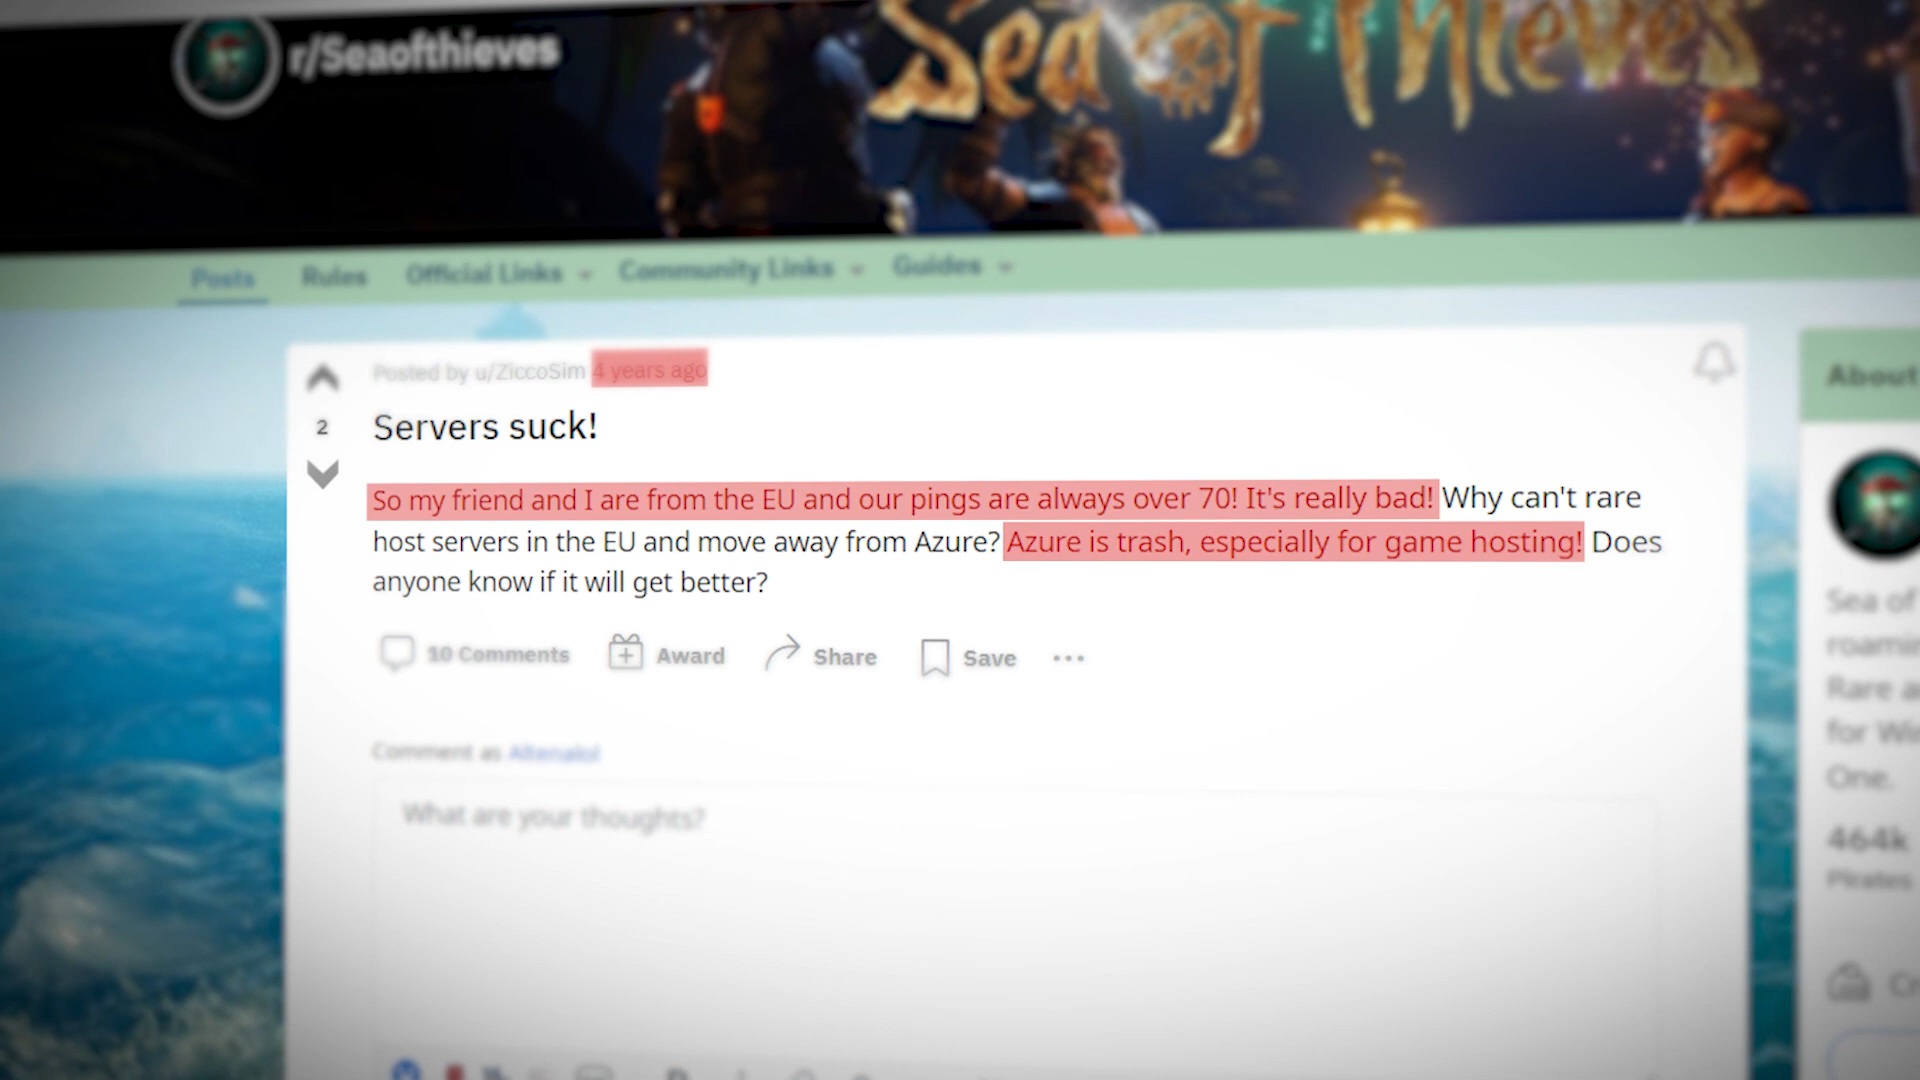 r/Seaofthieves
Sea of Thieves
Posts Rules Official Links Community Links Guides
Posted by u/ZiccoSim 4 years ago
About
2
Servers suck!
So my friend and I are from the EU and our pings are always over 70! It's really bad! Why can't rare
host servers in the EU and move away from Azure? Azure is trash, especially for game hosting! Does
anyone know if it will get better?
10 Comments Award Share Save
Comment as Altenalol
What are your thoughts?
Sea of
Rare
for
One.
464k
Pirates